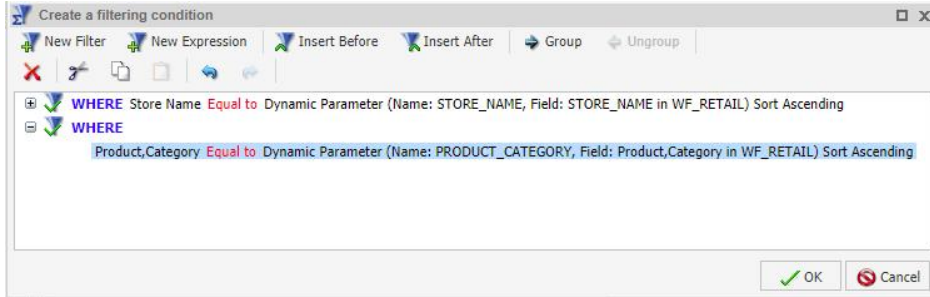 Create a filtering condition
New Filter New Expression Insert Before Insert After Group Ungroup
WHERE Store Name Equal to Dynamic Parameter (Name: STORE_NAME, Field: STORE_NAME in WF_RETAIL) Sort Ascending
WHERE
Product,Category Equal to Dynamic Parameter (Name: PRODUCT_CATEGORY, Field: Product,Category in WF_RETAIL) Sort Ascending
OK Cancel